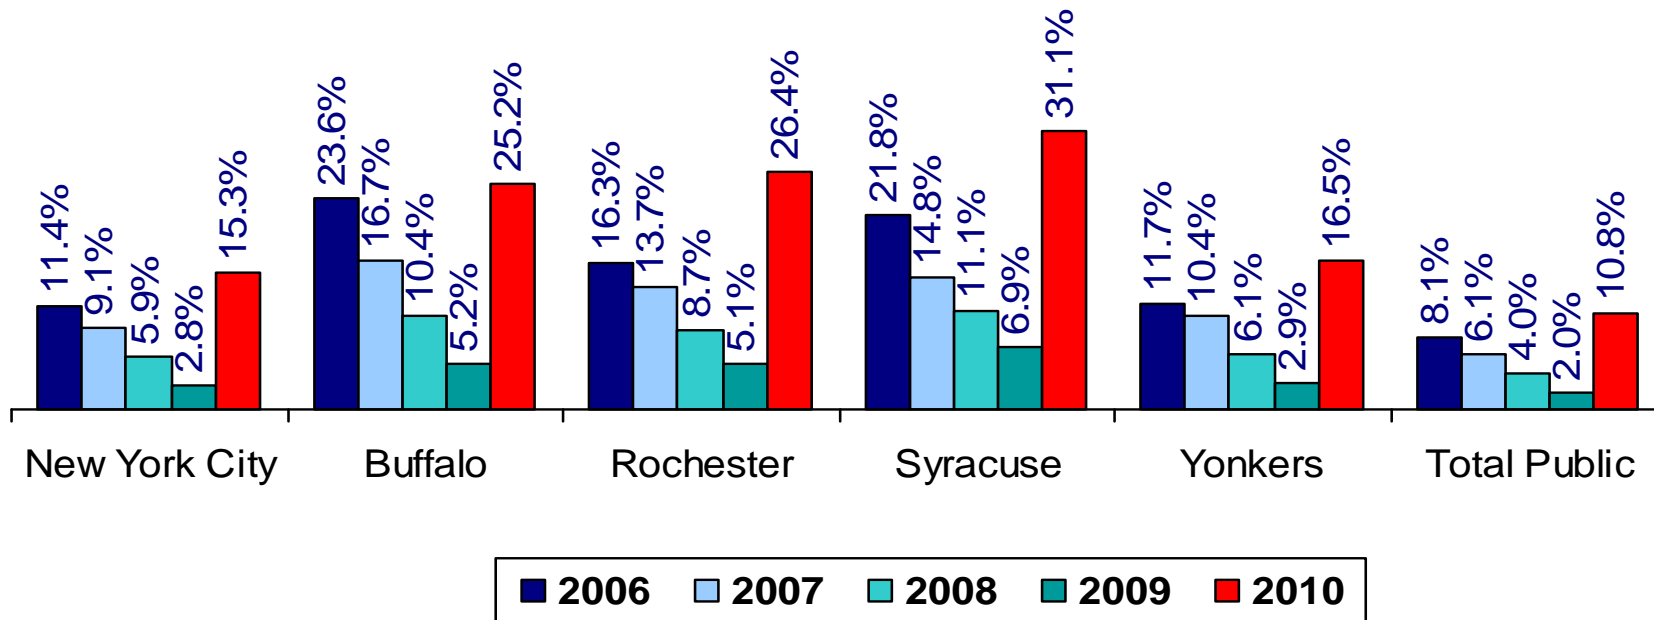 11.4% 9.1% 5.9% 2.8% 15.3%
23.6% 16.7% 10.4% 5.2% 25.2%
16.3% 13.7% 8.7% 5.1% 26.4%
21.8% 14.8% 11.1% 6.9% 31.1%
11.7% 10.4% 6.1% 2.9% 16.5%
8.1% 6.1% 4.0% 2.0% 10.8%
New York City Buffalo Rochester Syracuse Yonkers Total Public
2006 2007 2008 2009 2010